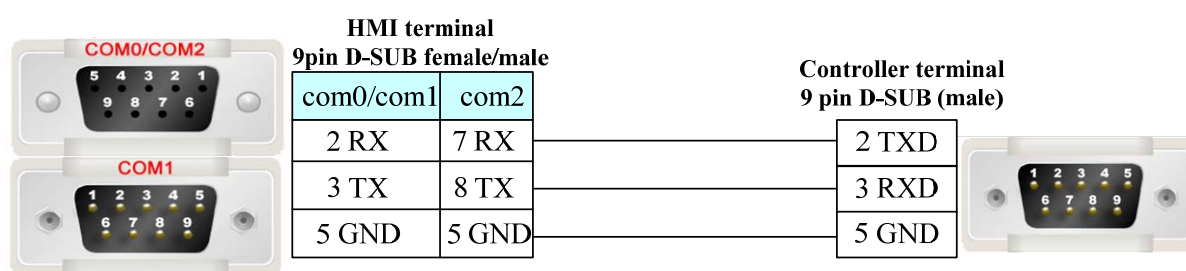 COM0/COM2
5 4 3 2 1
9 8 7 6
COM1
1 2 3 4 5
6 7 8 9
HMI terminal
9pin D-SUB female/male
com0/com1 com2
2 RX 7 RX
3 TX 8 TX
5 GND 5 GND
Controller terminal
9 pin D-SUB (male)
2 TXD
3 RXD
5 GND
1 2 3 4 5
6 7 8 9